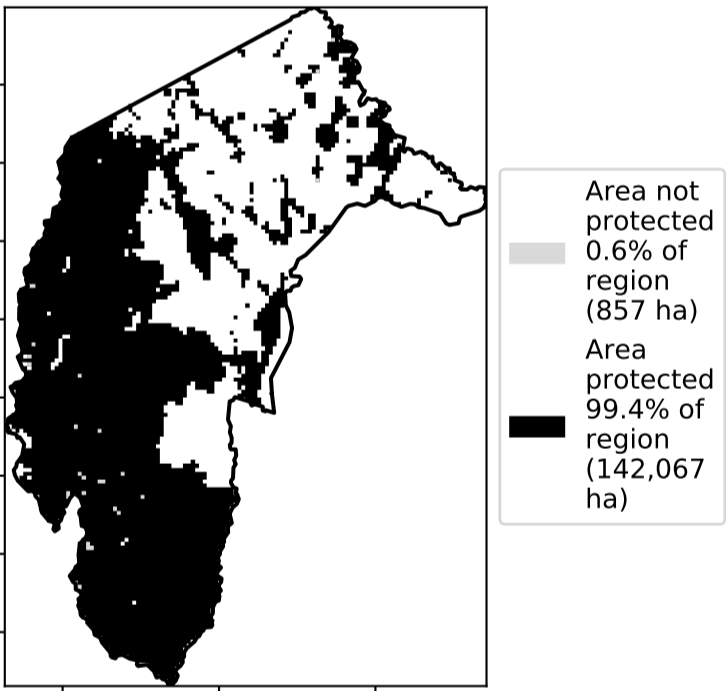 Area not
protected
0.6% of
region
(857 ha)
Area
protected
99.4% of
region
(142,067
ha)